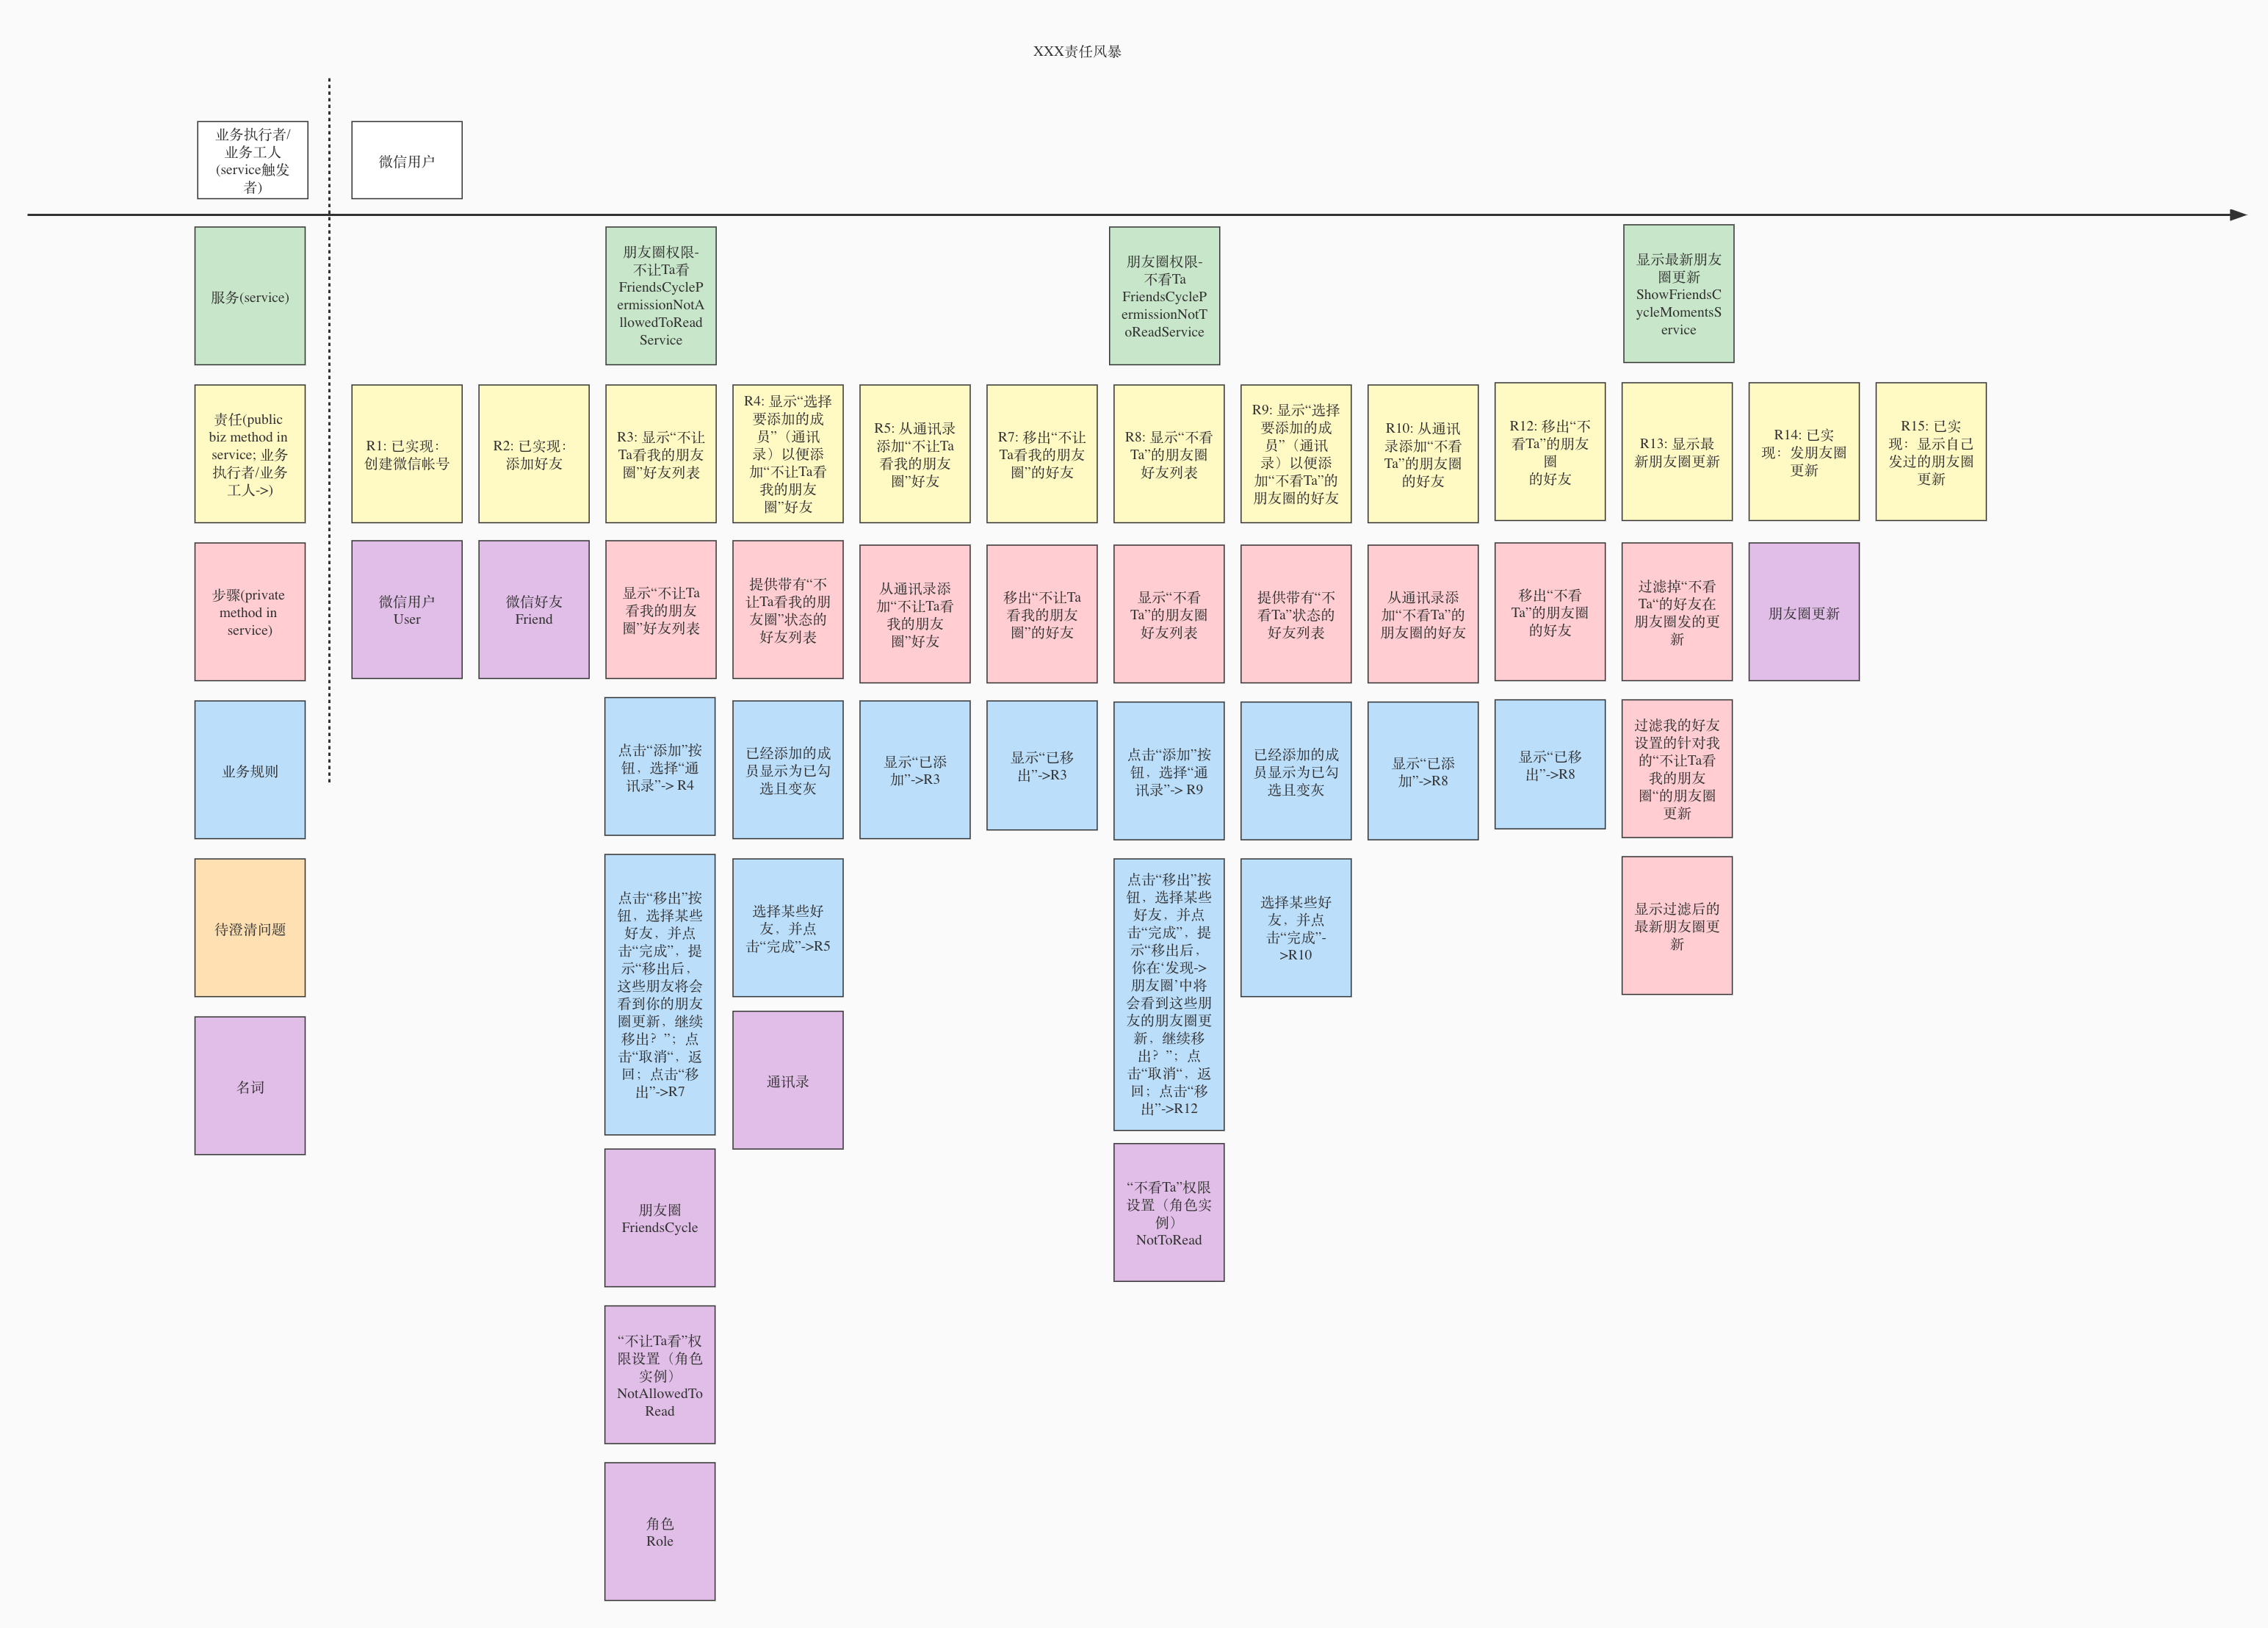 XXX责任风暴
业务执行者/
业务工人
(service触发
者)
微信用户
服务(service)
朋友圈权限-
不让Ta看
FriendsCycleP
ermissionNotA
llowedToRead
Service
朋友圈权限-
不看Ta
FriendsCycleP
ermissionNotT
oReadService
显示最新朋友
圈更新
ShowFriendsC
ycleMomentsS
ervice
责任(public
biz method in
service; 业务
执行者/业务
工人->)
R1: 已实现：
创建微信帐号
R2: 已实现：
添加好友
R3: 显示“不让
Ta看我的朋友
圈”好友列表
R4: 显示“选择
要添加的成
员”（通讯
录）以便添
加“不让Ta看
我的朋友
圈”好友
R5: 从通讯录
添加“不让Ta
看我的朋友
圈”好友
R7: 移出“不让
Ta看我的朋友
圈”的好友
R8: 显示“不看
Ta”的朋友圈
好友列表
R9: 显示“选择
要添加的成
员”（通讯
录）以便添
加“不看Ta”的
朋友圈的好友
R10: 从通讯
录添加“不看
Ta”的朋友圈
的好友
R12: 移出“不
看Ta”的朋友
圈
的好友
R13: 显示最
新朋友圈更新
R14: 已实
现：发朋友圈
更新
R15: 已实
现：显示自己
发过的朋友圈
更新
步骤(private
method in
service)
微信用户
User
微信好友
Friend
显示“不让Ta
看我的朋友
圈”好友列表
提供带有“不
让Ta看我的朋
友圈”状态的
好友列表
从通讯录添
加“不让Ta看
我的朋友
圈”好友
移出“不让Ta
看我的朋友
圈”的好友
显示“不看
Ta”的朋友圈
好友列表
提供带有“不
看Ta”状态的
好友列表
从通讯录添
加“不看Ta”的
朋友圈的好友
移出“不看
Ta”的朋友圈
的好友
过滤掉“不看
Ta“的好友在
朋友圈发的更
新
朋友圈更新
业务规则
点击“添加”按
钮，选择“通
讯录”-> R4
已经添加的成
员显示为已勾
选且变灰
显示“已添
加”->R3
显示“已移
出”->R3
点击“添加”按
钮，选择“通
讯录”-> R9
已经添加的成
员显示为已勾
选且变灰
显示“已添
加”->R8
显示“已移
出”->R8
过滤我的好友
设置的针对我
的“不让Ta看
我的朋友
圈“的朋友圈
更新
待澄清问题
点击“移出”按
钮，选择某些
好友，并点
击“完成”，提
示“移出后，
这些朋友将会
看到你的朋友
圈更新，继续
移出？”；点
击“取消“，返
回；点击“移
出”->R7
选择某些好
友，并点
击“完成”->R5
点击“移出”按
钮，选择某些
好友，并点
击“完成”，提
示“移出后，
你在‘发现->
朋友圈’中将
会看到这些朋
友的朋友圈更
新，继续移
出？”；点
击“取消“，返
回；点击“移
出”->R12
选择某些好
友，并点
击“完成”-
>R10
显示过滤后的
最新朋友圈更
新
名词
通讯录
朋友圈
FriendsCycle
“不看Ta”权限
设置（角色实
例）
NotToRead
“不让Ta看”权
限设置（角色
实例）
NotAllowedTo
Read
角色
Role